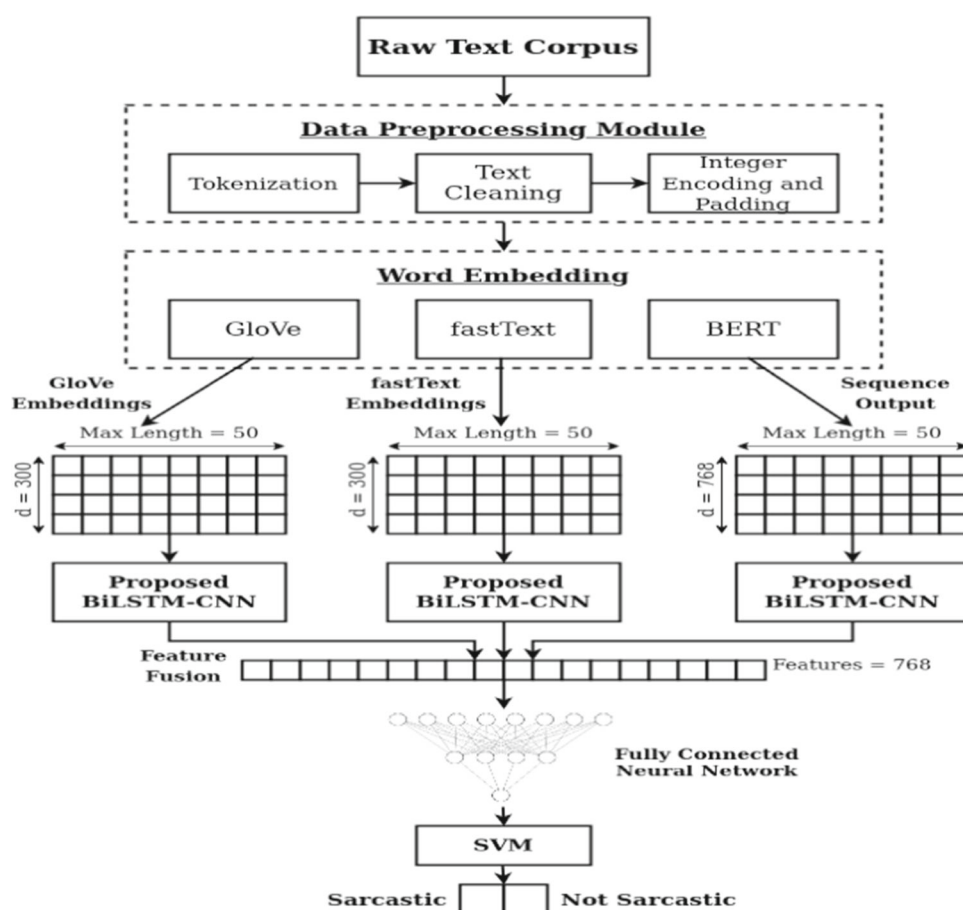 Raw Text Corpus
Data Preprocessing Module
Tokenization
Text
Cleaning
Integer
Encoding and
Padding
Word Embedding
GloVe
fastText
BERT
GloVe
Embeddings
fastText
Embeddings
Sequence
Output
Max Length = 50
Max Length = 50
Max Length = 50
d = 300
d = 300
d = 768
Proposed
BiLSTM-CNN
Proposed
BiLSTM-CNN
Proposed
BiLSTM-CNN
Feature
Fusion
Features = 768
Fully Connected
Neural Network
SVM
Sarcastic
Not Sarcastic